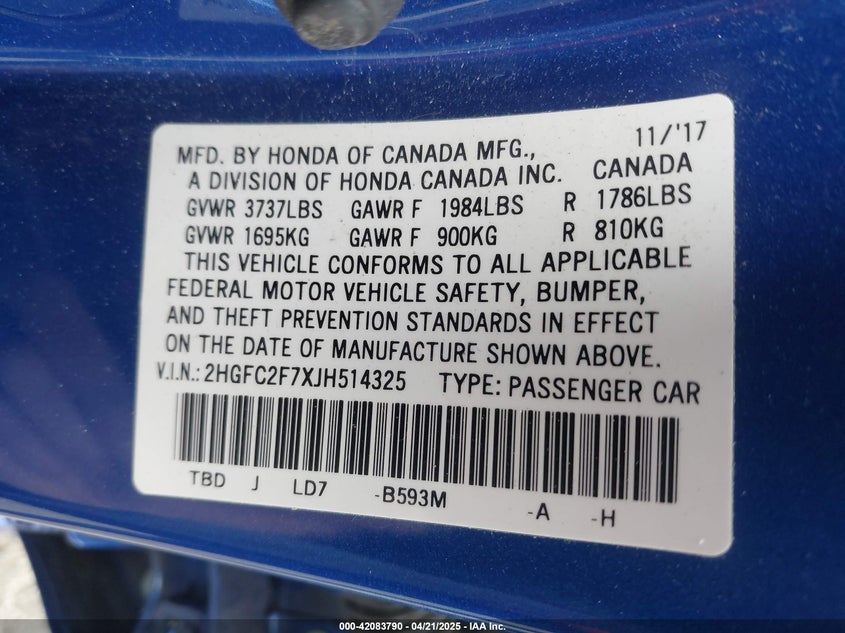 11/'17
MFD. BY HONDA OF CANADA MFG.,
A DIVISION OF HONDA CANADA INC. CANADA
GVWR 3737LBS GAWR F 1984LBS R 1786LBS
GVWR 1695KG GAWR F 900KG R 810KG
THIS VEHICLE CONFORMS TO ALL APPLICABLE
FEDERAL MOTOR VEHICLE SAFETY, BUMPER,
AND THEFT PREVENTION STANDARDS IN EFFECT
ON THE DATE OF MANUFACTURE SHOWN ABOVE.
V.I.N.: 2HGFC2F7XJH514325 TYPE: PASSENGER CAR
TBD J LD7 -B593M -A -H
000-42083790 - 04/21/2025 - IAA Inc.